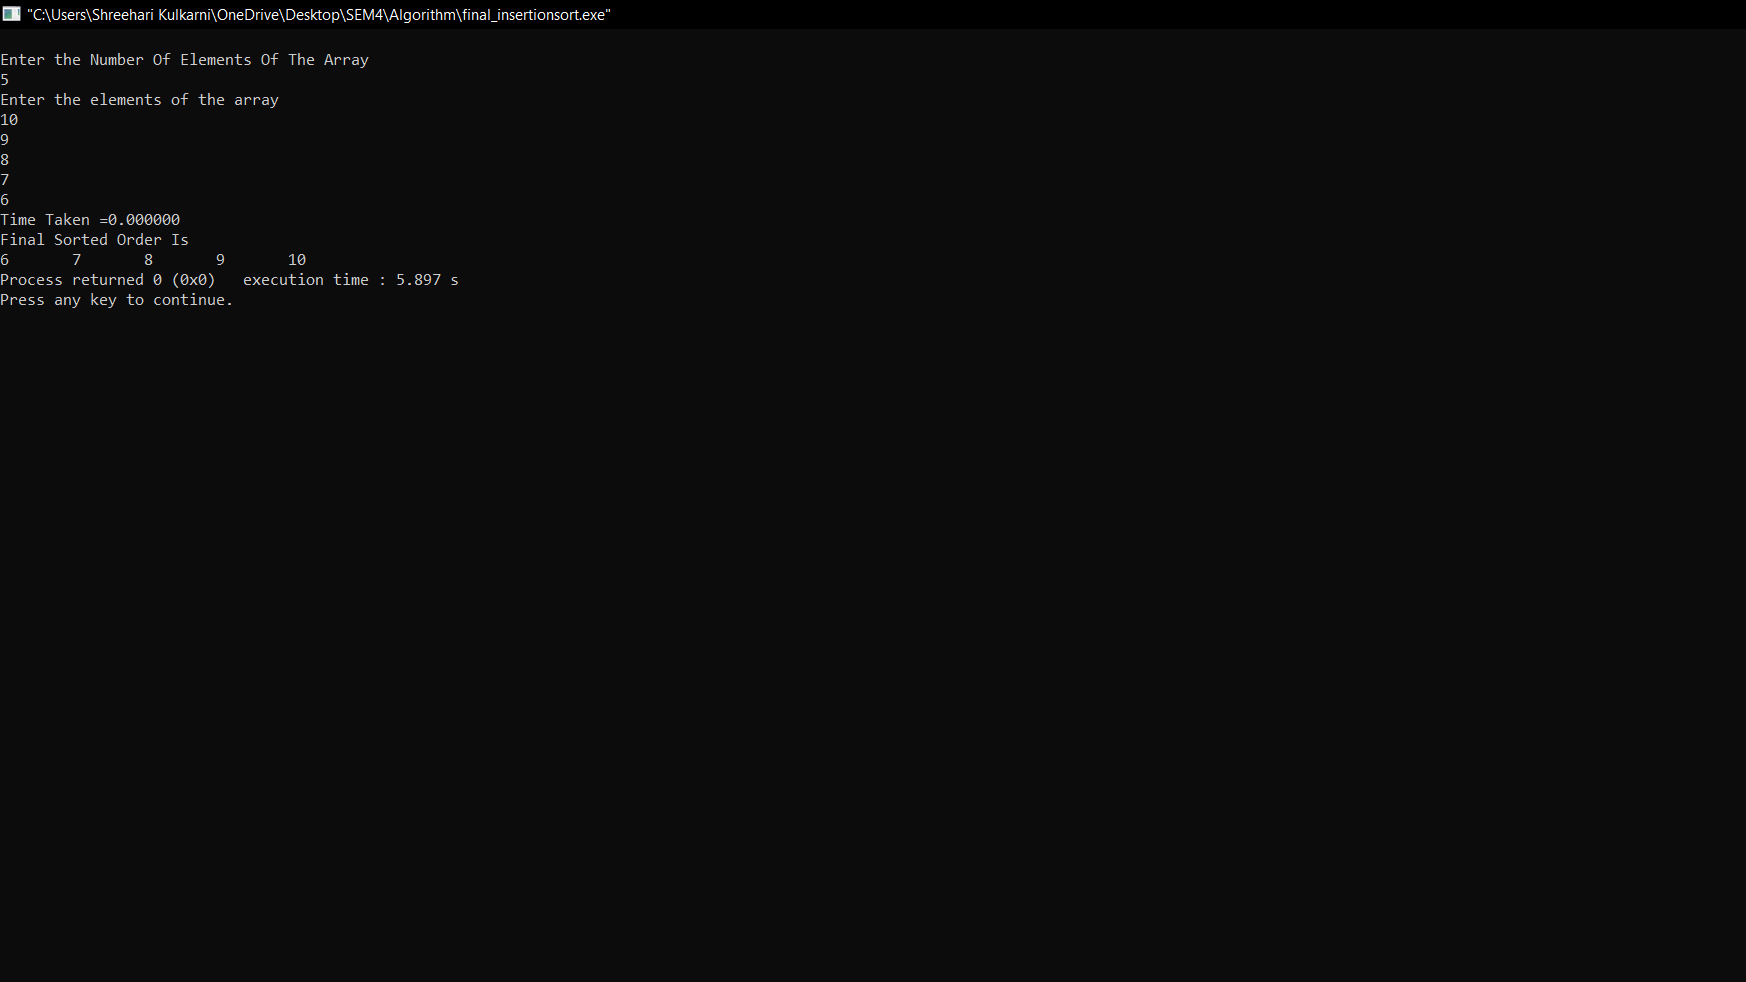 "C:\Users\Shreehari Kulkarni\OneDrive\Desktop\SEM4\Algorithm\final_insertionsort.exe"
Enter the Number Of Elements Of The Array
5
Enter the elements of the array
10
9
8
7
6
Time Taken =0.000000
Final Sorted Order Is
6       7       8       9       10
Process returned 0 (0x0)   execution time : 5.897 s
Press any key to continue.